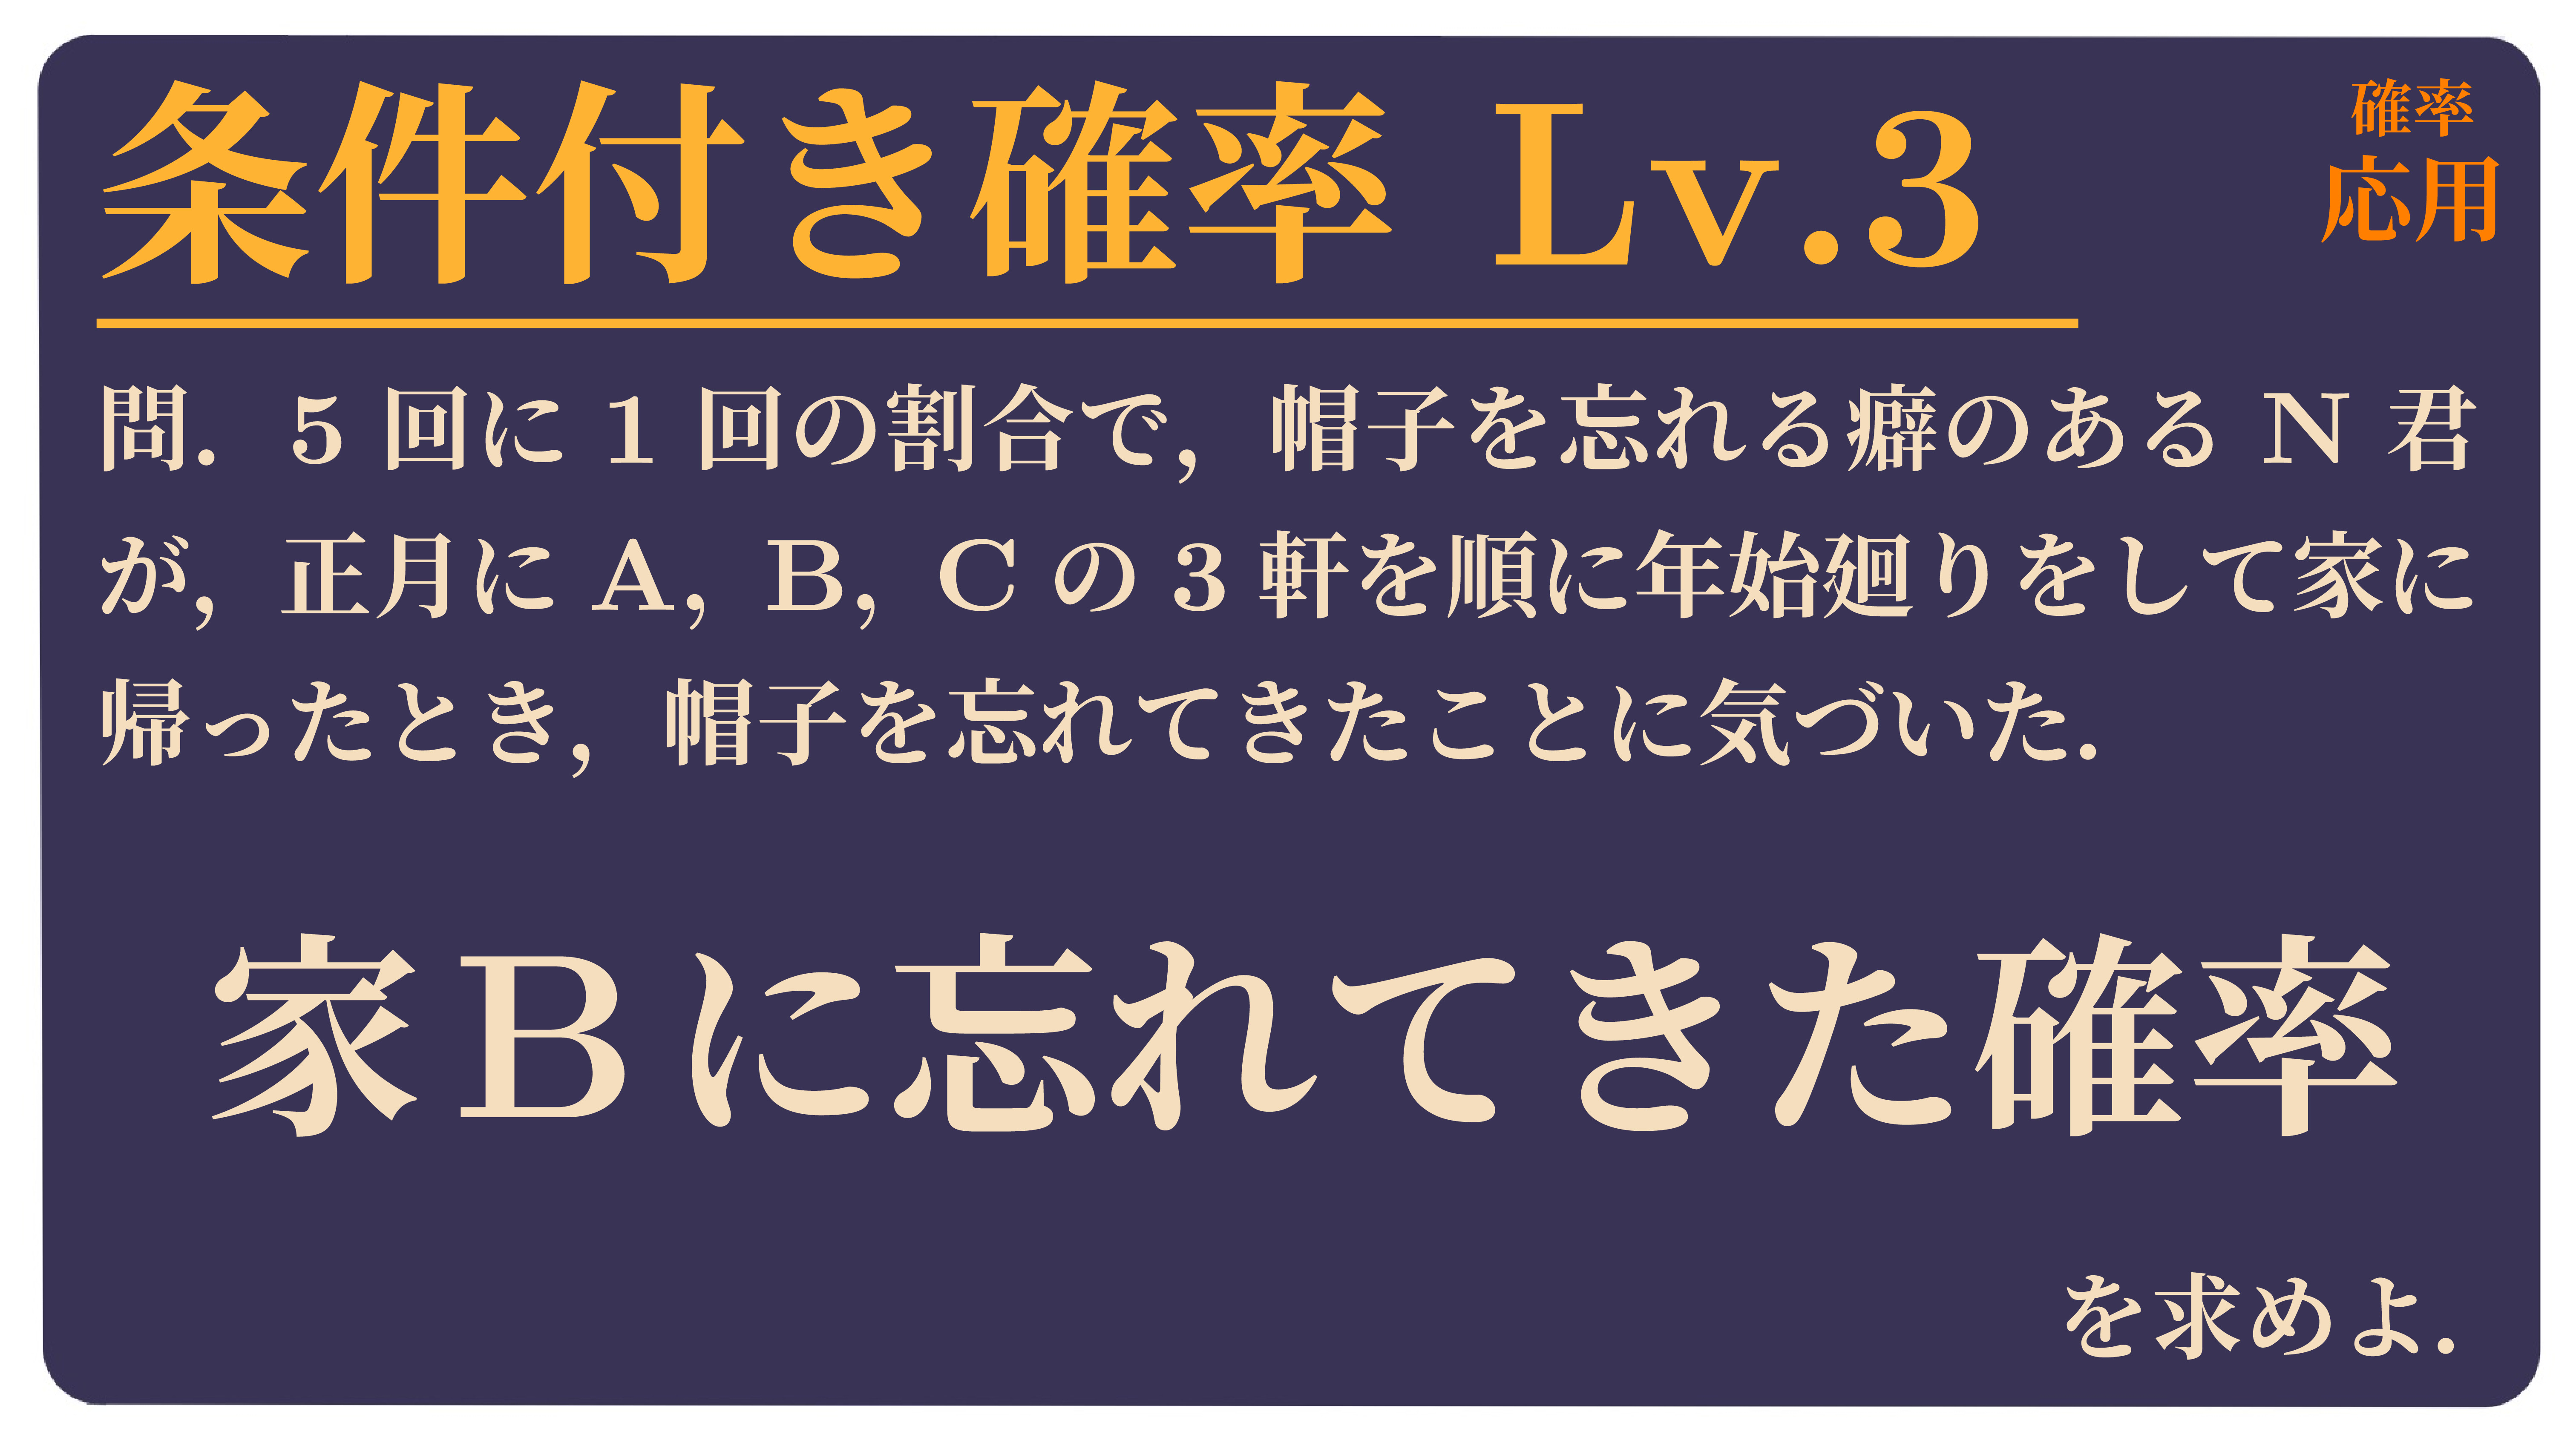 条件付き確率 Lv.3
確率
応用
問. 5 回に 1 回の割合で, 帽子を忘れる癖のある N 君
が, 正月に A, B, C の 3 軒を順に年始廻りをして家に
帰ったとき, 帽子を忘れてきたことに気づいた.
家Bに忘れてきた確率
を求めよ.